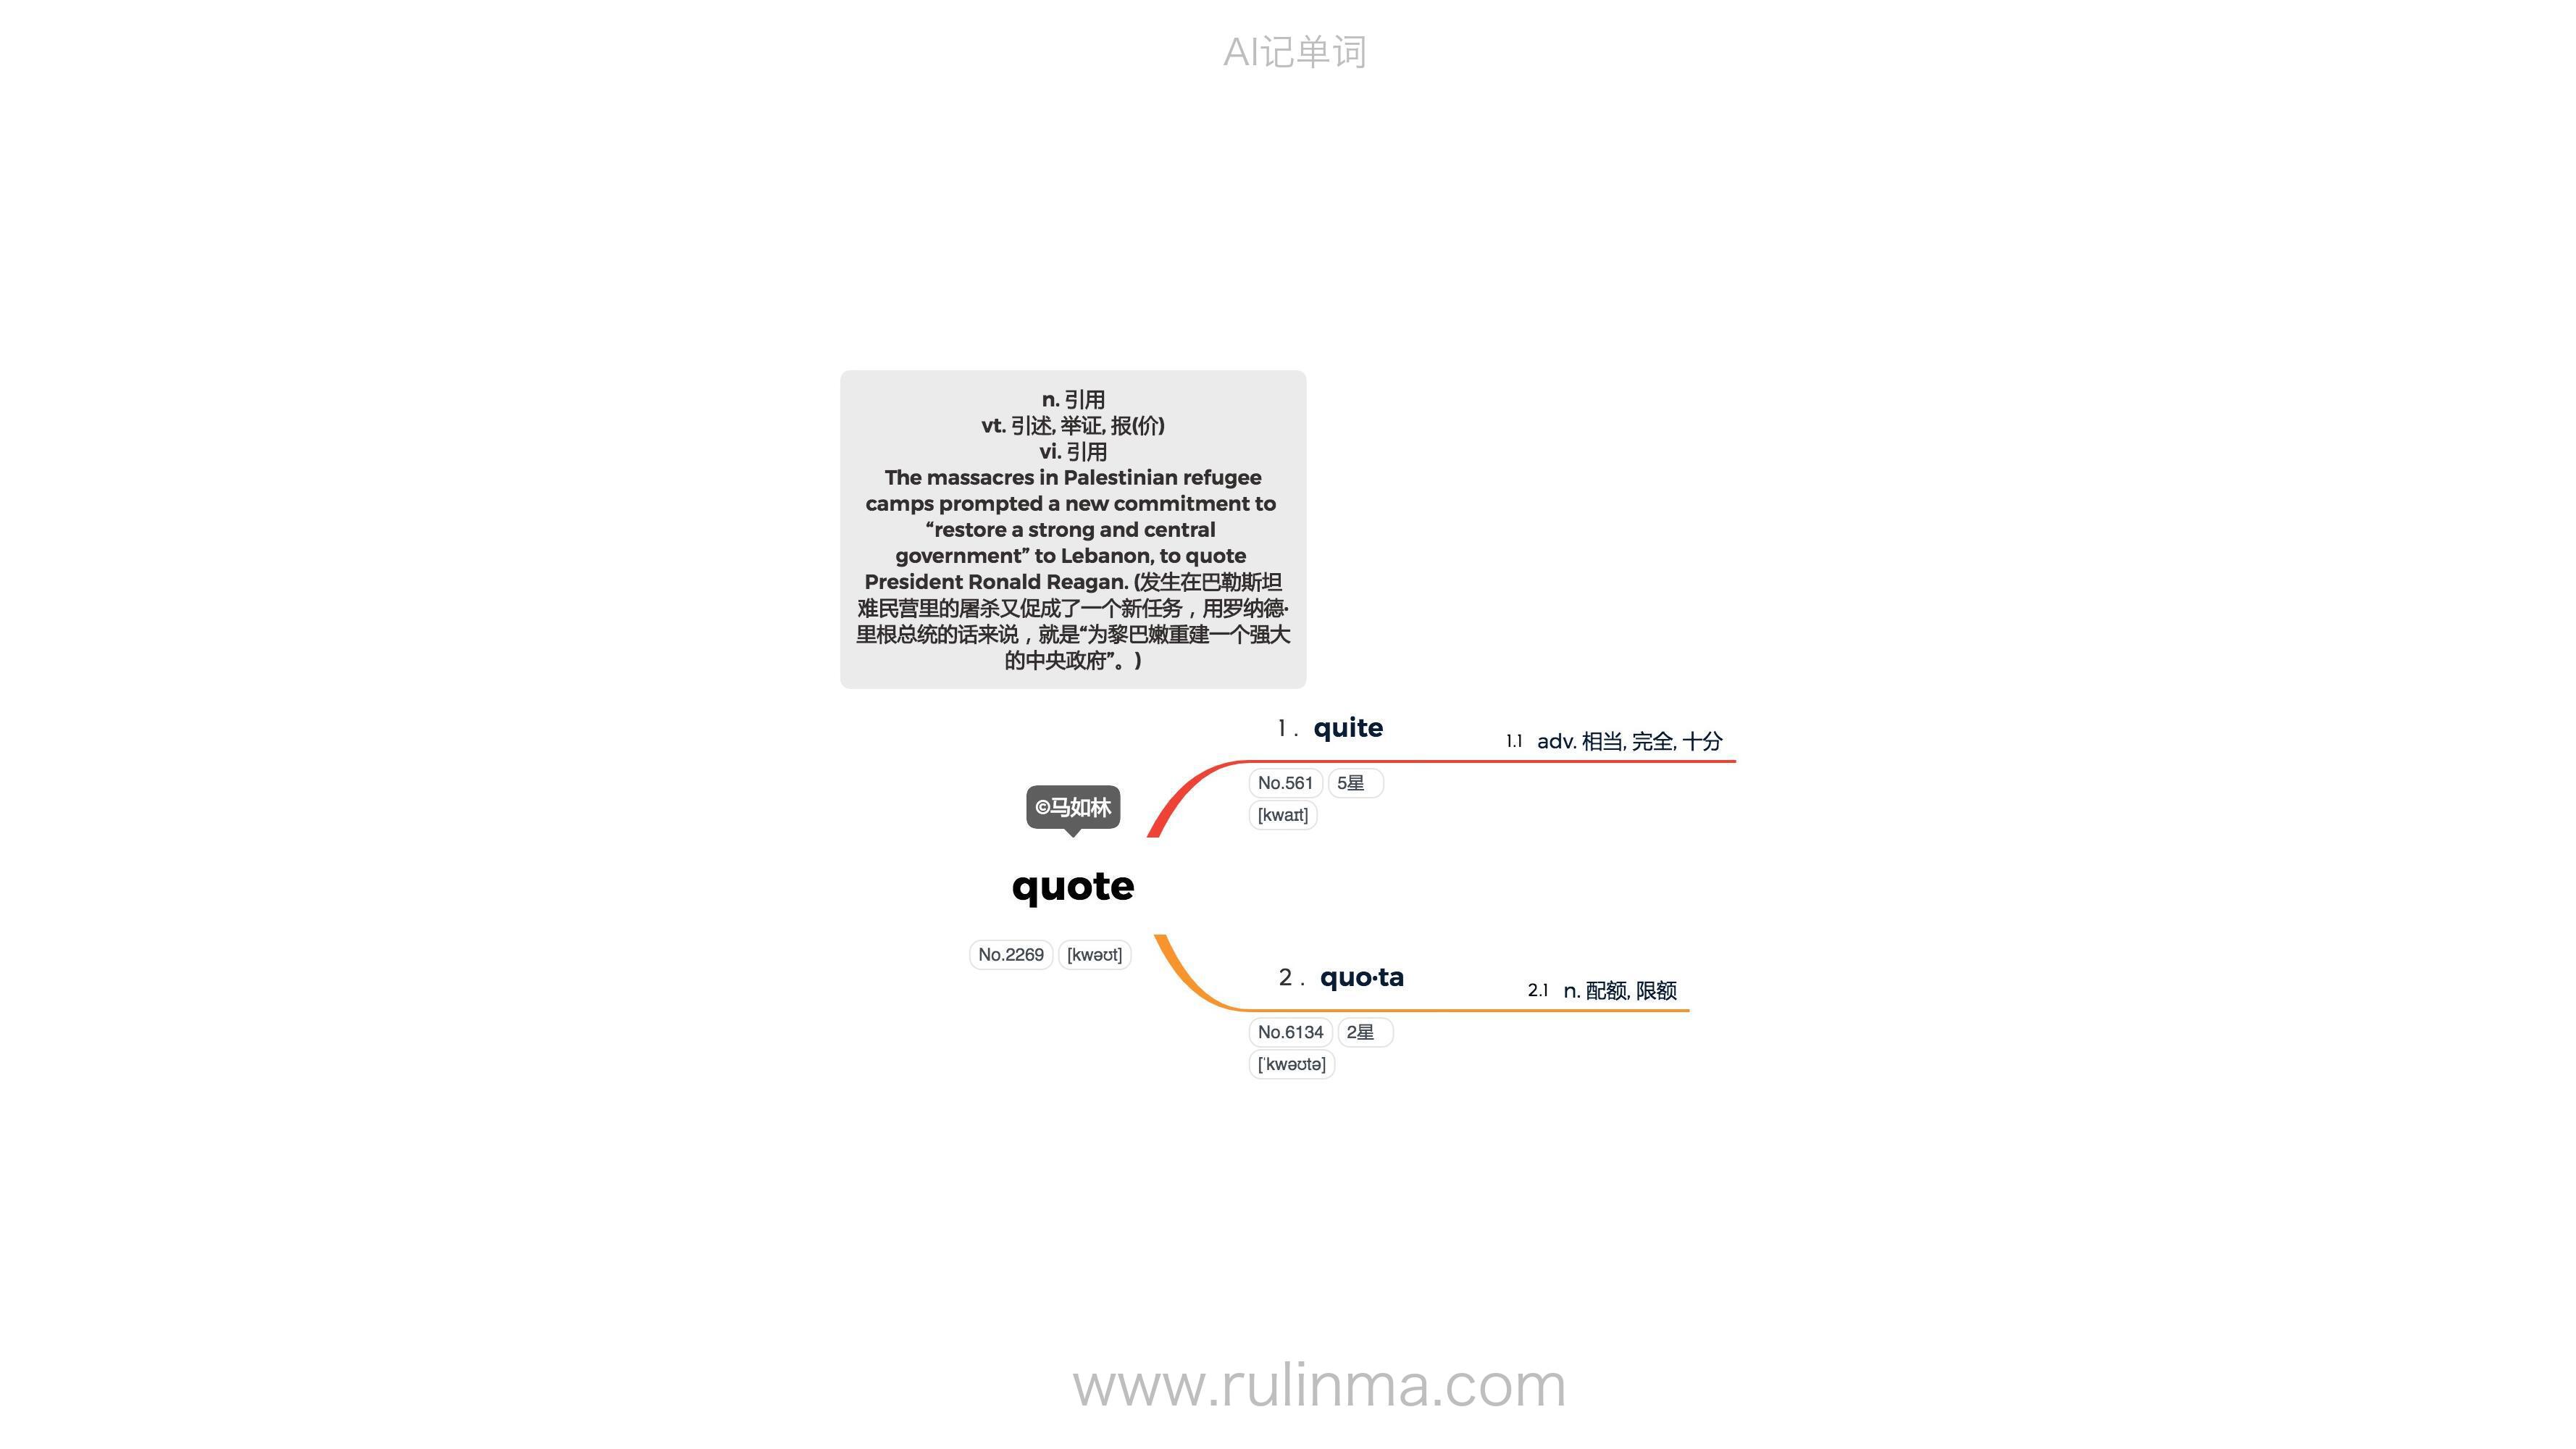 AI记单词
n. 引用
vt. 引述, 举证, 报(价)
vi. 引用
The massacres in Palestinian refugee
camps prompted a new commitment to
“restore a strong and central
government” to Lebanon, to quote
President Ronald Reagan. (发生在巴勒斯坦
难民营里的屠杀又促成了一个新任务，用罗纳德·
里根总统的话来说，就是“为黎巴嫩重建一个强大
的中央政府”。)
1 . quite
1.1 adv. 相当, 完全, 十分
No.561 5星
[kwaɪt]
©马如林
quote
No.2269 [kwəʊt]
2 . quo·ta
2.1 n. 配额, 限额
No.6134 2星
[ˈkwəʊtə]
www.rulinma.com